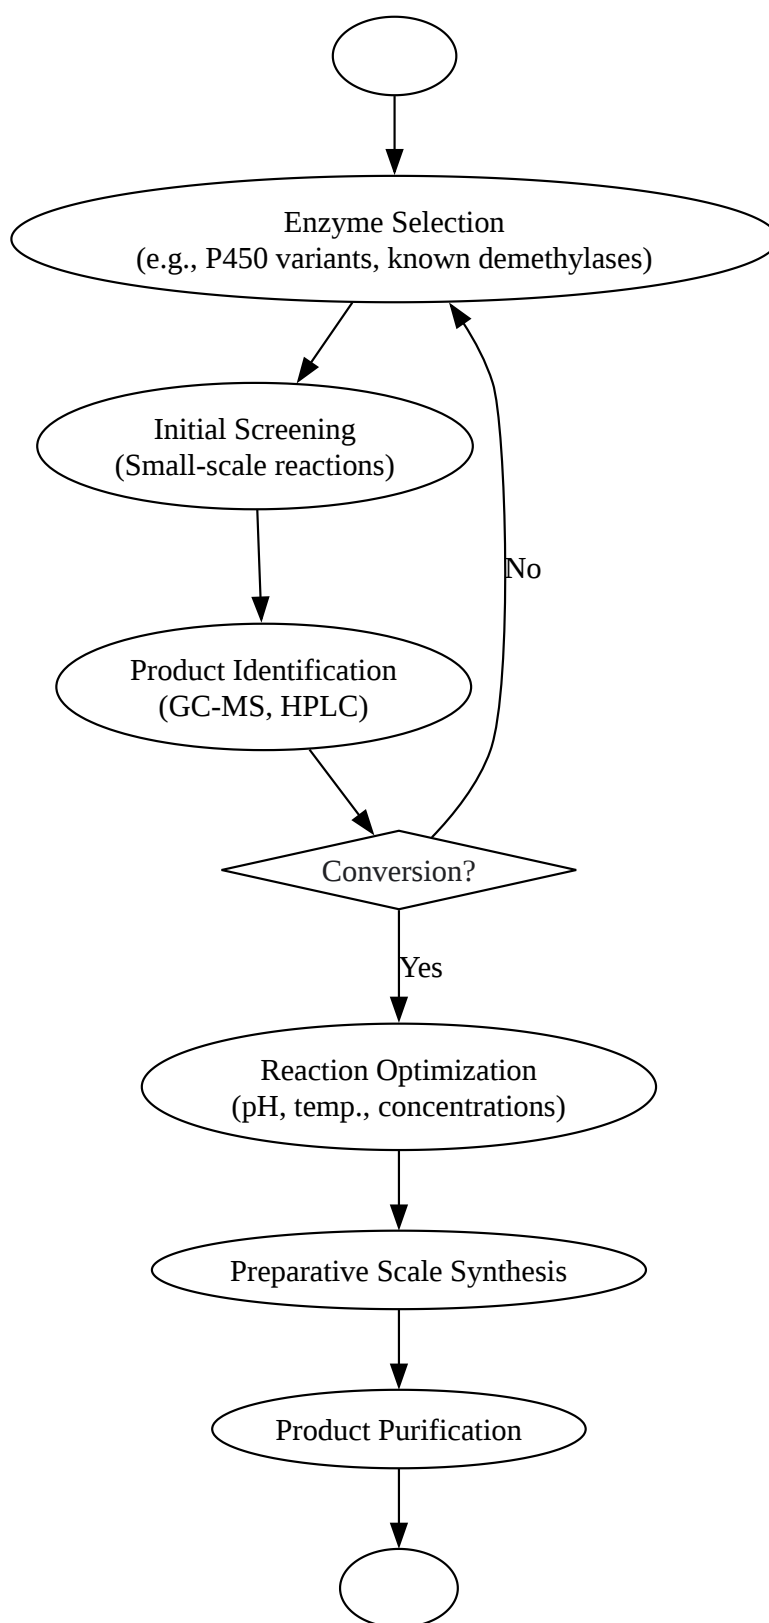 Enzyme Selection
(e.g., P450 variants, known demethylases)
Initial Screening
(Small-scale reactions)
No
Product Identification
(GC-MS, HPLC)
Conversion?
Yes
Reaction Optimization
(pH, temp., concentrations)
Preparative Scale Synthesis
Product Purification